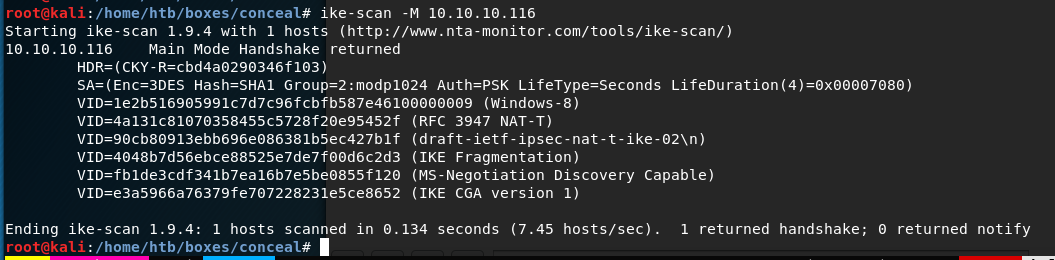 root@kali:/home/htb/boxes/conceal# ike-scan -M 10.10.10.116
Starting ike-scan 1.9.4 with 1 hosts (http://www.nta-monitor.com/tools/ike-scan/)
10.10.10.116    Main Mode Handshake returned
        HDR=(CKY-R=cbd4a0290346f103)
        SA=(Enc=3DES Hash=SHA1 Group=2:modp1024 Auth=PSK LifeType=Seconds LifeDuration(4)=0x00007080)
        VID=1e2b516905991c7d7c96fcbfb587e46100000009 (Windows-8)
        VID=4a131c81070358455c5728f20e95452f (RFC 3947 NAT-T)
        VID=90cb80913ebb696e086381b5ec427b1f (draft-ietf-ipsec-nat-t-ike-02\n)
        VID=4048b7d56ebce88525e7de7f00d6c2d3 (IKE Fragmentation)
        VID=fb1de3cdf341b7ea16b7e5be0855f120 (MS-Negotiation Discovery Capable)
        VID=e3a5966a76379fe707228231e5ce8652 (IKE CGA version 1)
Ending ike-scan 1.9.4: 1 hosts scanned in 0.134 seconds (7.45 hosts/sec).  1 returned handshake; 0 returned notify
root@kali:/home/htb/boxes/conceal#